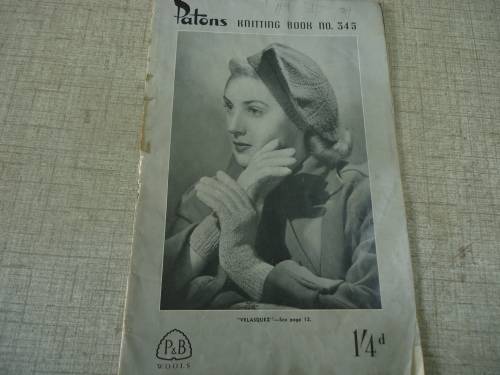 Patons KNITTING BOOK NO. 345
"VELASQUEZ"—See page 12.
P&B
WOOLS
1'4d